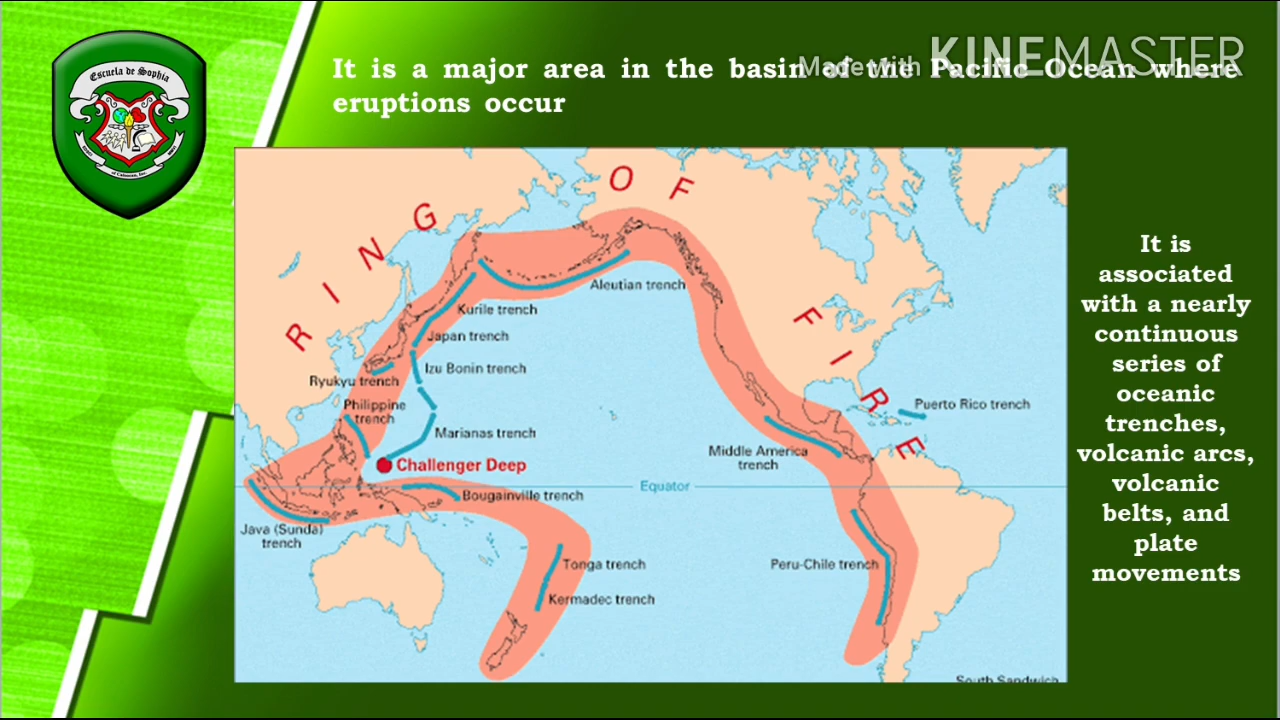 Escuela de Sophia
of Caloocan, Inc.
It is a major area in the basin of the Pacific Ocean where
eruptions occur
Made with KINEMASTER
RING OF FIRE
Aleutian trench
Kurile trench
Japan trench
Izu Bonin trench
Ryukyu trench
Philippine
trench
Marianas trench
Challenger Deep
Puerto Rico trench
Middle America
trench
Equator
Bougainville trench
Java (Sunda)
trench
Tonga trench
Peru-Chile trench
Kermadec trench
South Sandwich
It is
associated
with a nearly
continuous
series of
oceanic
trenches,
volcanic arcs,
volcanic
belts, and
plate
movements